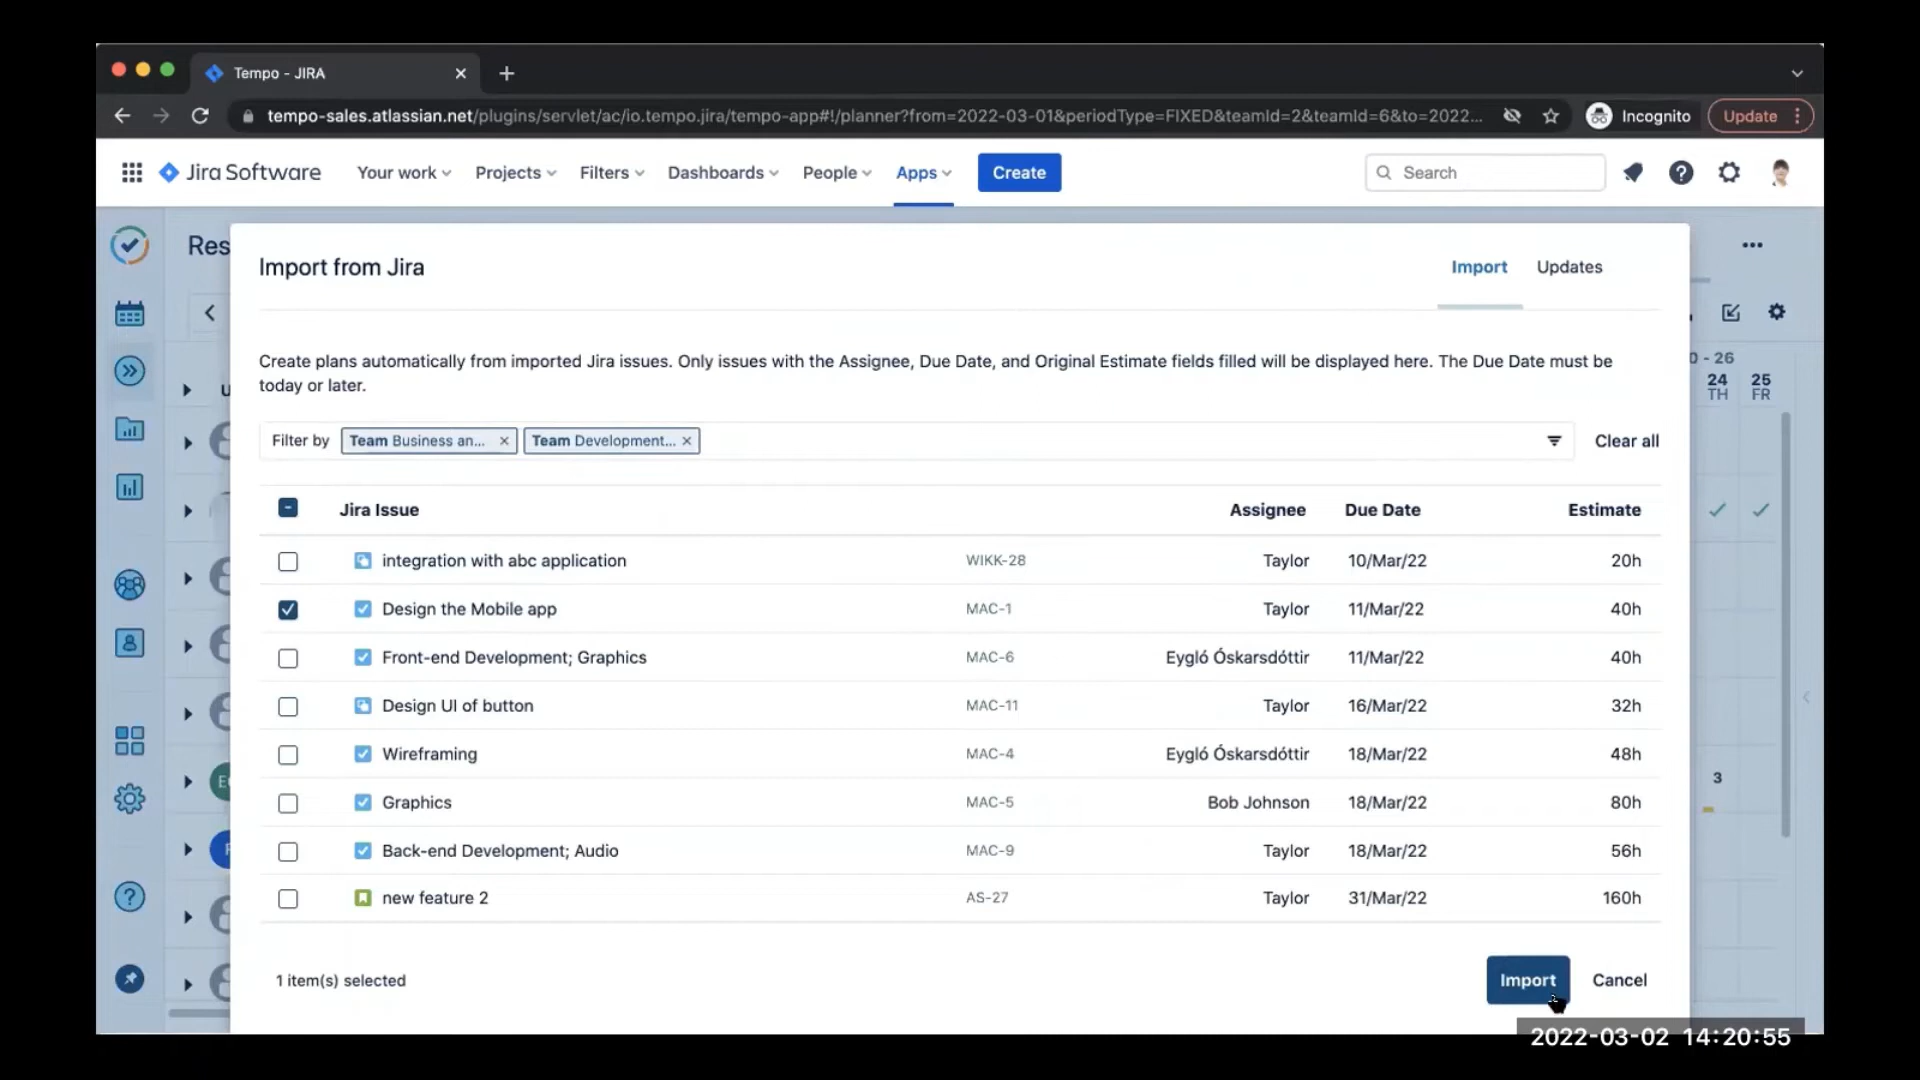 Tempo - JIRA
tempo-sales.atlassian.net/plugins/servlet/ac/io.tempo.jira/tempo-app#!/planner?from=2022-03-01&periodType=FIXED&teamId=2&teamId=6&to=2022...
Incognito
Update
Jira Software
Your work
Projects
Filters
Dashboards
People
Apps
Create
Search
Res
Import from Jira
Import
Updates
Create plans automatically from imported Jira issues. Only issues with the Assignee, Due Date, and Original Estimate fields filled will be displayed here. The Due Date must be
today or later.
- 26
24 25
TH FR
Filter by Team Business an... Team Development... Clear all
Jira Issue Assignee Due Date Estimate
integration with abc application WIKK-28 Taylor 10/Mar/22 20h
Design the Mobile app MAC-1 Taylor 11/Mar/22 40h
Front-end Development; Graphics MAC-6 Eygló Óskarsdóttir 11/Mar/22 40h
Design UI of button MAC-11 Taylor 16/Mar/22 32h
Wireframing MAC-4 Eygló Óskarsdóttir 18/Mar/22 48h
3
Graphics MAC-5 Bob Johnson 18/Mar/22 80h
Back-end Development; Audio MAC-9 Taylor 18/Mar/22 56h
new feature 2 AS-27 Taylor 31/Mar/22 160h
1 item(s) selected
Import
Cancel
2022-03-02 14:20:55